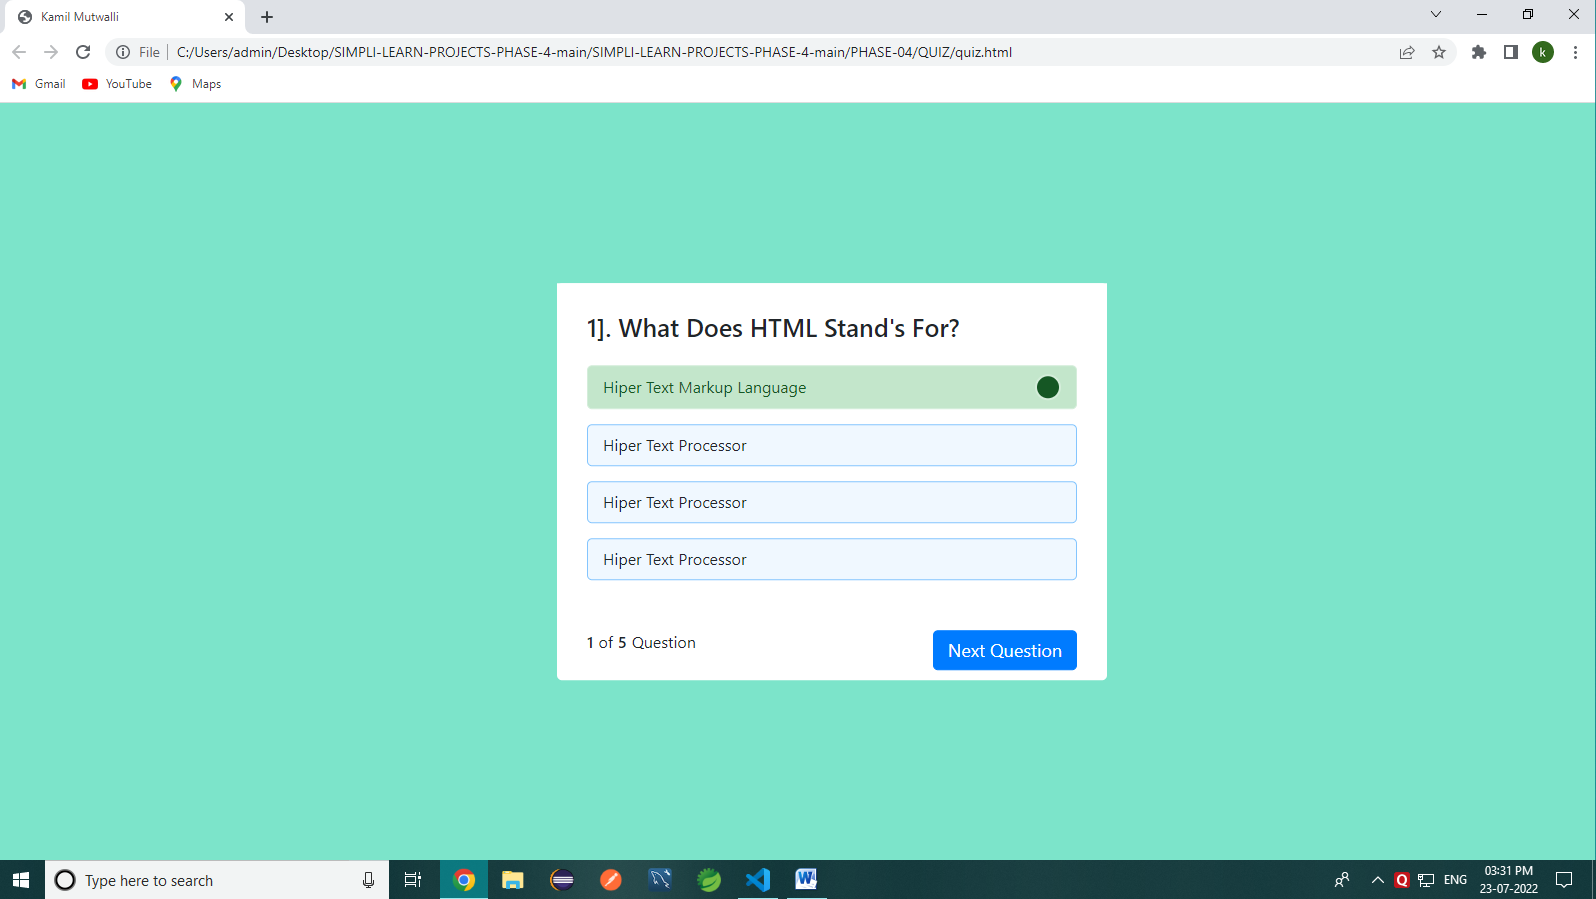 Kamil Mutwalli
File C:/Users/admin/Desktop/SIMPLI-LEARN-PROJECTS-PHASE-4-main/SIMPLI-LEARN-PROJECTS-PHASE-4-main/PHASE-04/QUIZ/quiz.html
k
Gmail YouTube Maps
1]. What Does HTML Stand's For?
Hiper Text Markup Language
Hiper Text Processor
Hiper Text Processor
Hiper Text Processor
1 of 5 Question
Next Question
Type here to search
ENG
03:31 PM
23-07-2022